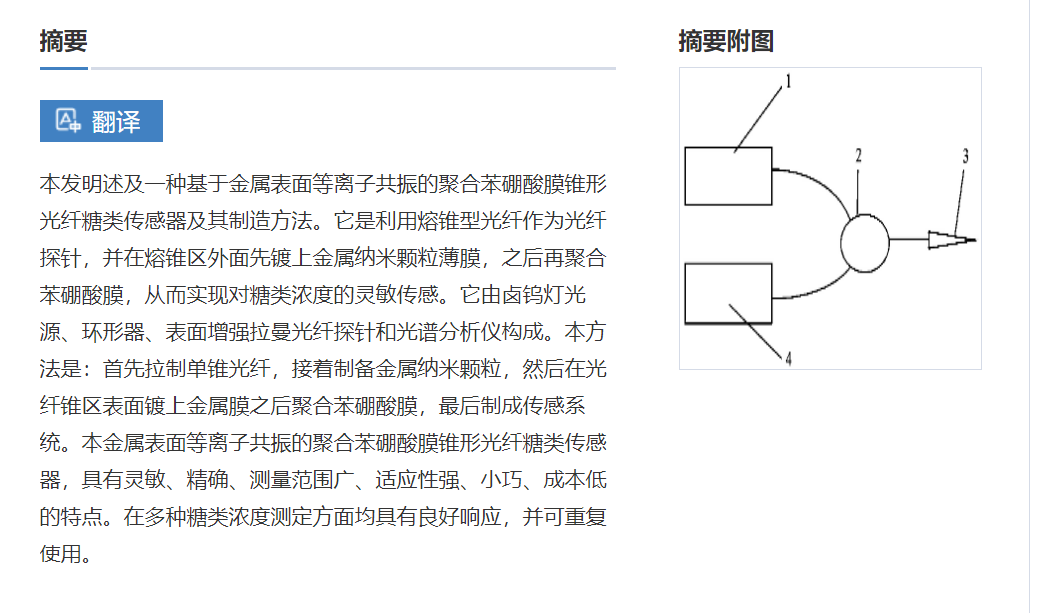 摘要
翻译
本发明述及一种基于金属表面等离子共振的聚合苯硼酸膜锥形
光纤糖类传感器及其制造方法。它是利用熔锥型光纤作为光纤
探针，并在熔锥区外面先镀上金属纳米颗粒薄膜，之后再聚合
苯硼酸膜，从而实现对糖类浓度的灵敏传感。它由卤钨灯光
源、环形器、表面增强拉曼光纤探针和光谱分析仪构成。本方
法是：首先拉制单锥光纤，接着制备金属纳米颗粒，然后在光
纤锥区表面镀上金属膜之后聚合苯硼酸膜，最后制成传感系
统。本金属表面等离子共振的聚合苯硼酸膜锥形光纤糖类传感
器，具有灵敏、精确、测量范围广、适应性强、小巧、成本低
的特点。在多种糖类浓度测定方面均具有良好响应，并可重复
使用。
摘要附图
1
2
3
4